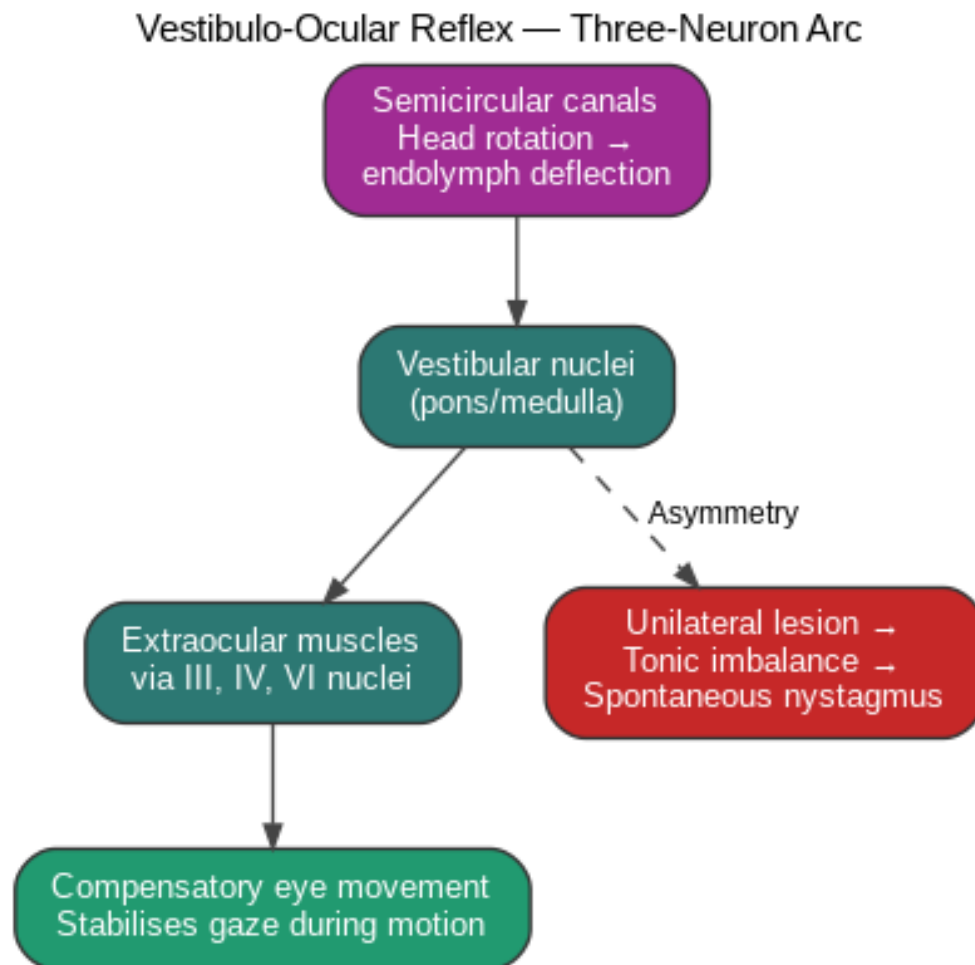 Vestibulo-Ocular Reflex — Three-Neuron Arc
Semicircular canals
Head rotation →
endolymph deflection
Vestibular nuclei
(pons/medulla)
Asymmetry
Extraocular muscles
via III, IV, VI nuclei
Unilateral lesion →
Tonic imbalance →
Spontaneous nystagmus
Compensatory eye movement
Stabilises gaze during motion